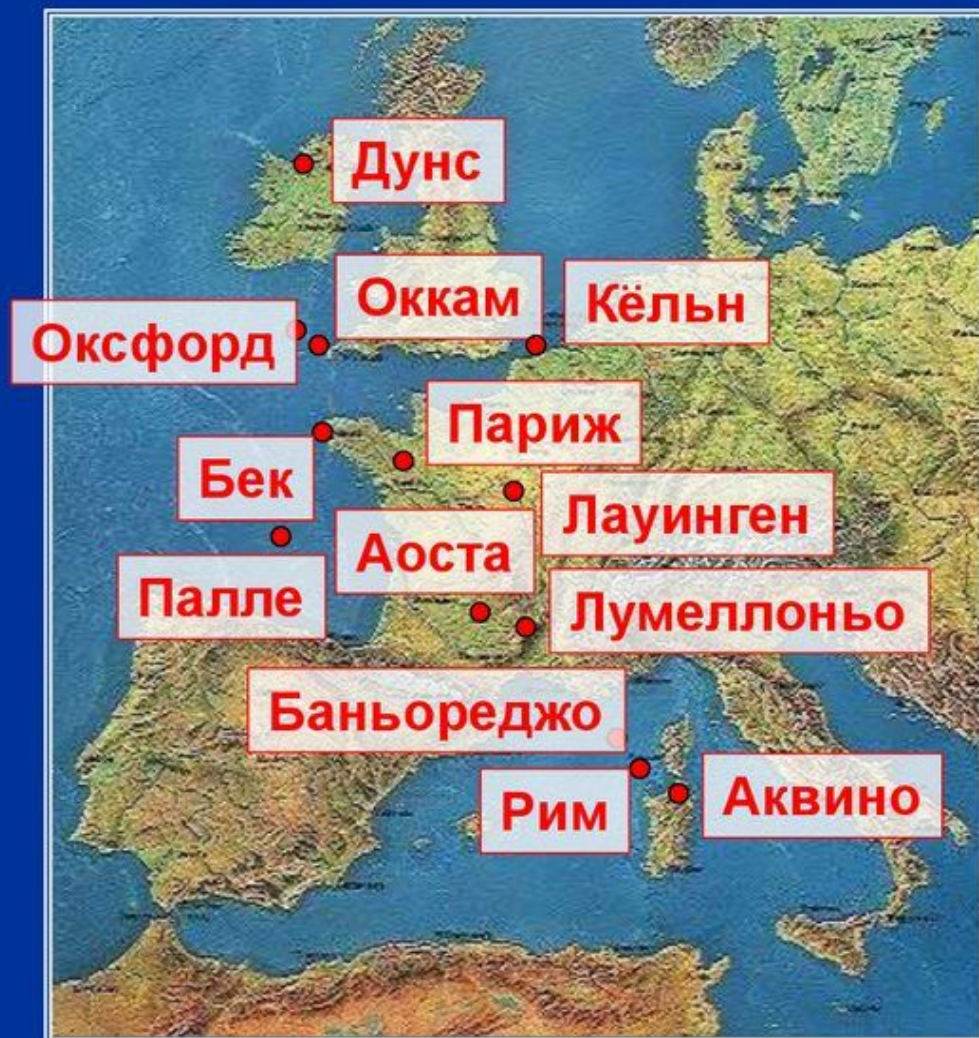 Дунс
Оккам
Кёльн
Оксфорд
Париж
Бек
Лауинген
Аоста
Палле
Лумеллоньо
Баньореджо
Рим
Аквино